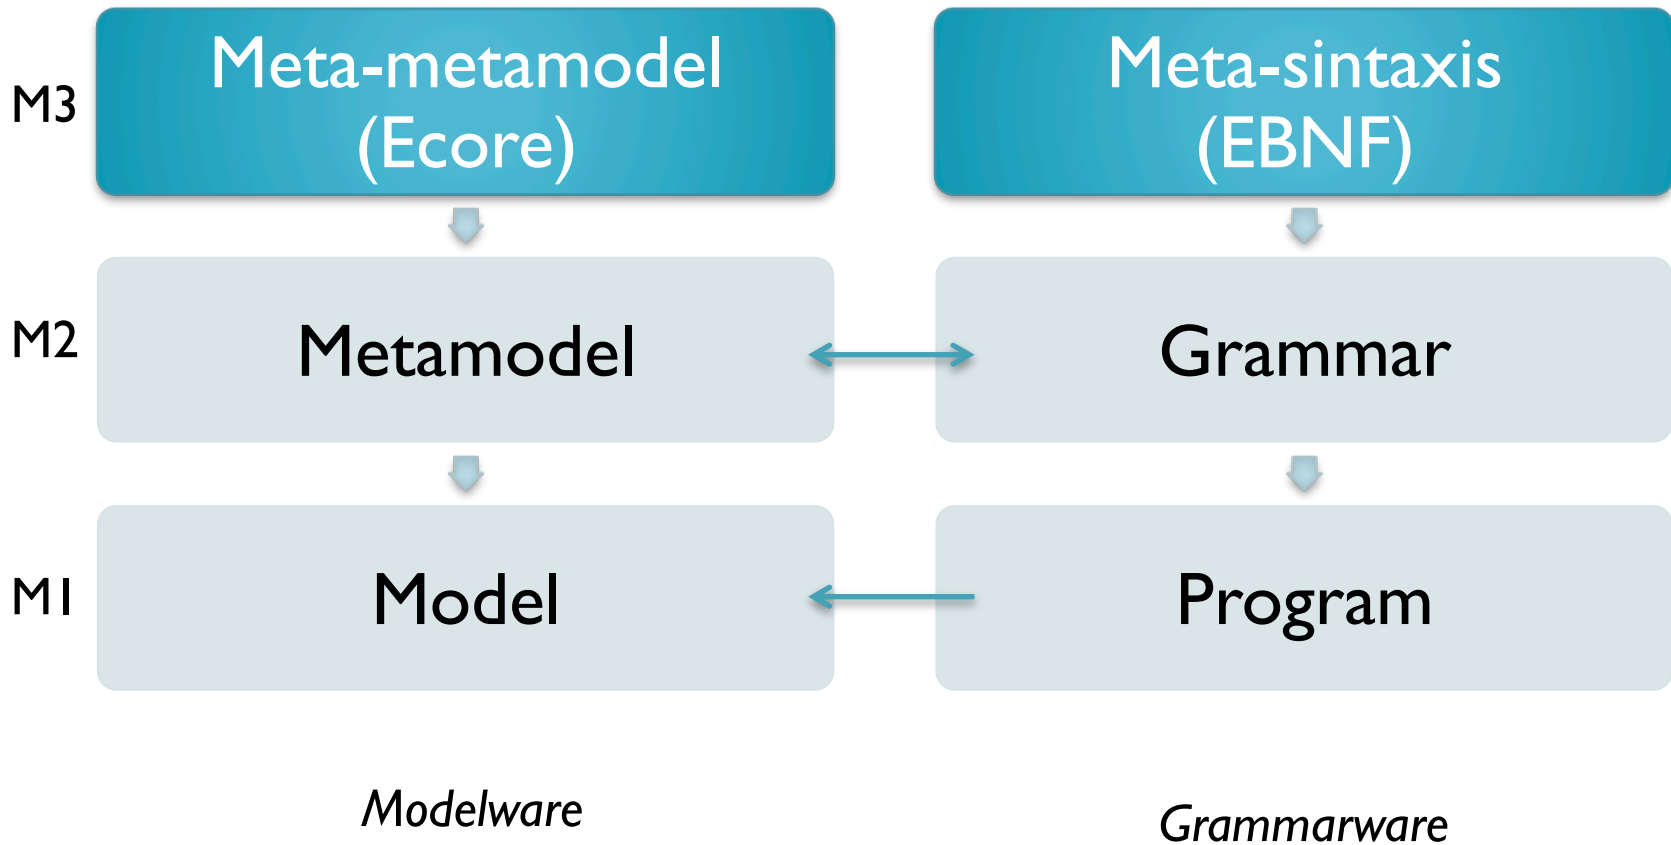 M3
Meta-metamodel
(Ecore)
Meta-sintaxis
(EBNF)
M2
Metamodel
Grammar
M1
Model
Program
Modelware
Grammarware